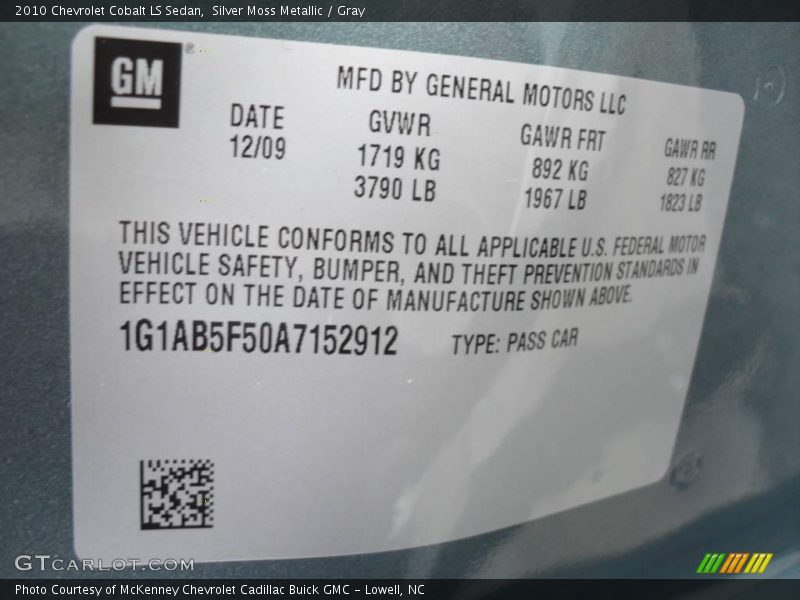 2010 Chevrolet Cobalt LS Sedan,  Silver Moss Metallic / Gray
GM ®
MFD BY GENERAL MOTORS LLC
DATE GVWR GAWR FRT GAWR RR
12/09 1719 KG 892 KG 827 KG
3790 LB 1967 LB 1823 LB
THIS VEHICLE CONFORMS TO ALL APPLICABLE U.S. FEDERAL MOTOR
VEHICLE SAFETY, BUMPER, AND THEFT PREVENTION STANDARDS IN
EFFECT ON THE DATE OF MANUFACTURE SHOWN ABOVE.
1G1AB5F50A7152912 TYPE: PASS CAR
GTCARLOT.COM
Photo Courtesy of McKenney Chevrolet Cadillac Buick GMC - Lowell, NC